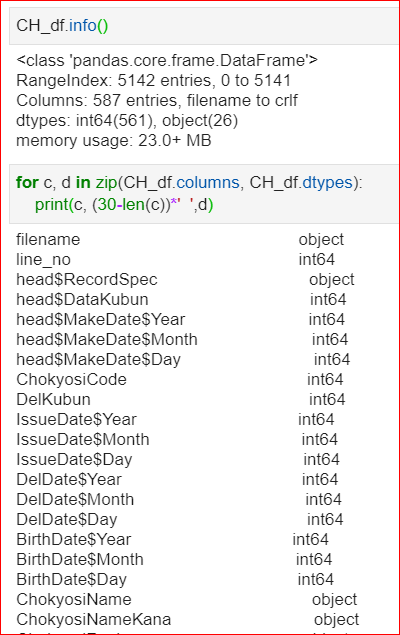 CH_df.info()
<class 'pandas.core.frame.DataFrame'>
RangeIndex: 5142 entries, 0 to 5141
Columns: 587 entries, filename to crlf
dtypes: int64(561), object(26)
memory usage: 23.0+ MB
for c, d in zip(CH_df.columns, CH_df.dtypes):
    print(c, (30-len(c))*'  ',d)
filename object
line_no int64
head$RecordSpec object
head$DataKubun int64
head$MakeDate$Year int64
head$MakeDate$Month int64
head$MakeDate$Day int64
ChokyosiCode int64
DelKubun int64
IssueDate$Year int64
IssueDate$Month int64
IssueDate$Day int64
DelDate$Year int64
DelDate$Month int64
DelDate$Day int64
BirthDate$Year int64
BirthDate$Month int64
BirthDate$Day int64
ChokyosiName object
ChokyosiNameKana object